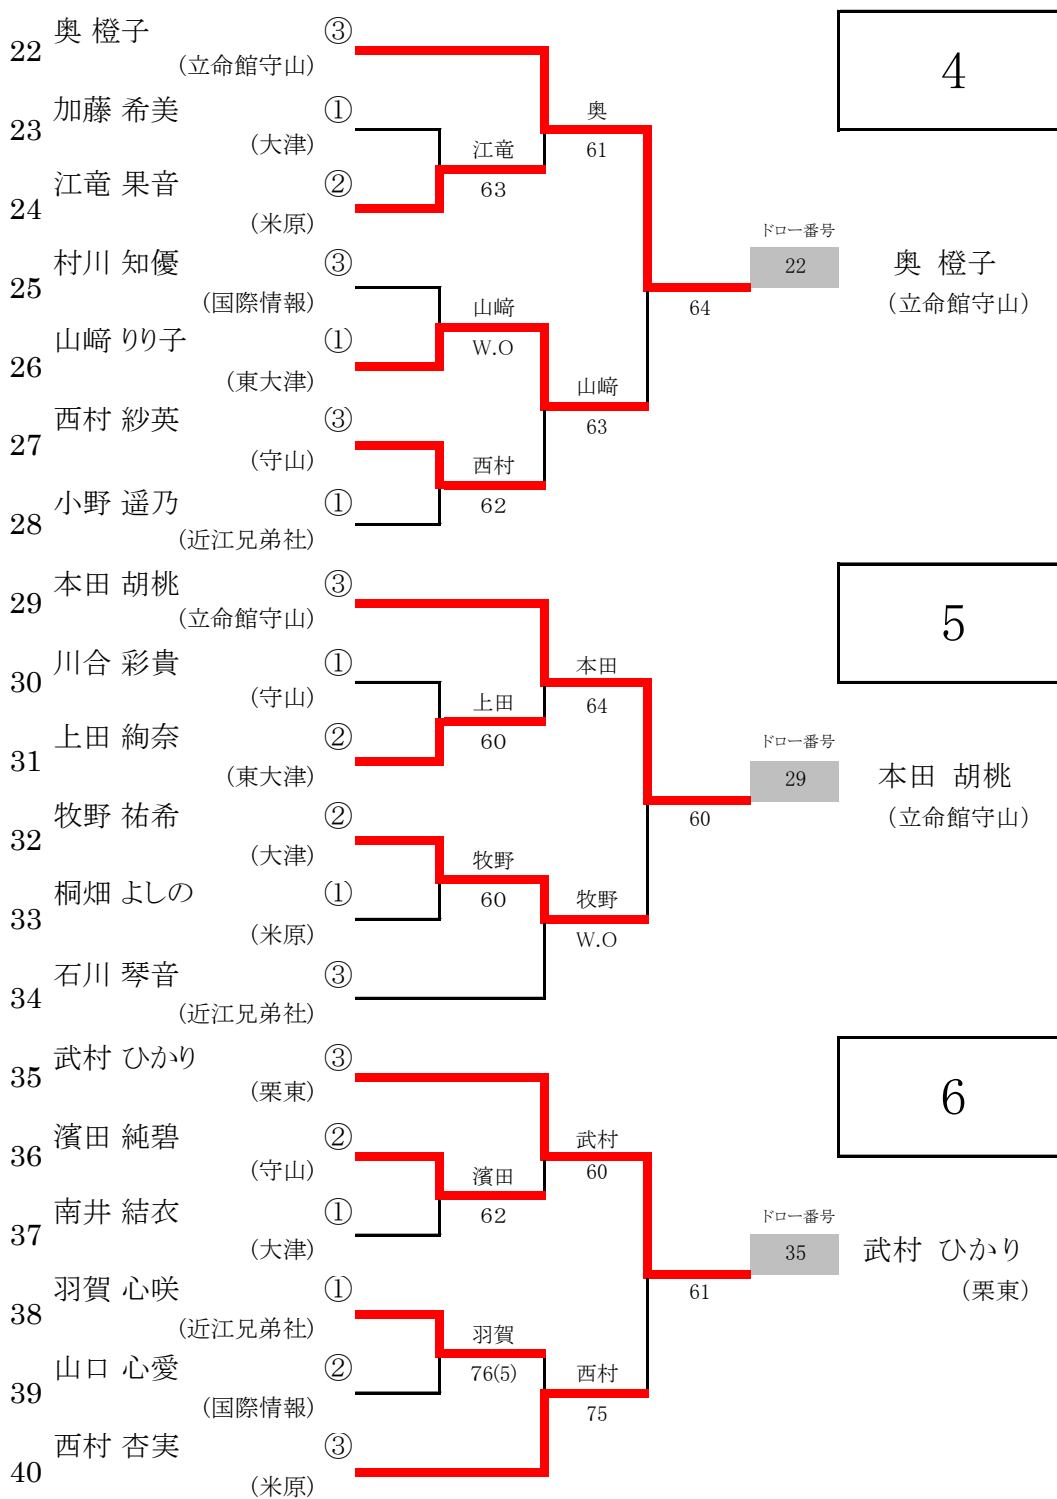 22 奥 橙子 ③
(立命館守山)
23 加藤 希美 ①
(大津)
24 江竜 果音 ②
(米原)
25 村川 知優 ③
(国際情報)
26 山﨑 りり子 ①
(東大津)
27 西村 紗英 ③
(守山)
28 小野 遥乃 ①
(近江兄弟社)
江竜
63
山﨑
W.O
西村
62
奥
61
山﨑
63
64
4
ドロー番号
22
奥 橙子
(立命館守山)
29 本田 胡桃 ③
(立命館守山)
30 川合 彩貴 ①
(守山)
31 上田 絢奈 ②
(東大津)
32 牧野 祐希 ②
(大津)
33 桐畑 よしの ①
(米原)
34 石川 琴音 ③
(近江兄弟社)
上田
60
牧野
60
本田
64
牧野
W.O
60
5
ドロー番号
29
本田 胡桃
(立命館守山)
35 武村 ひかり ③
(栗東)
36 濱田 純碧 ②
(守山)
37 南井 結衣 ①
(大津)
38 羽賀 心咲 ①
(近江兄弟社)
39 山口 心愛 ②
(国際情報)
40 西村 杏実 ③
(米原)
濱田
62
羽賀
76(5)
武村
60
西村
75
61
6
ドロー番号
35
武村 ひかり
(栗東)